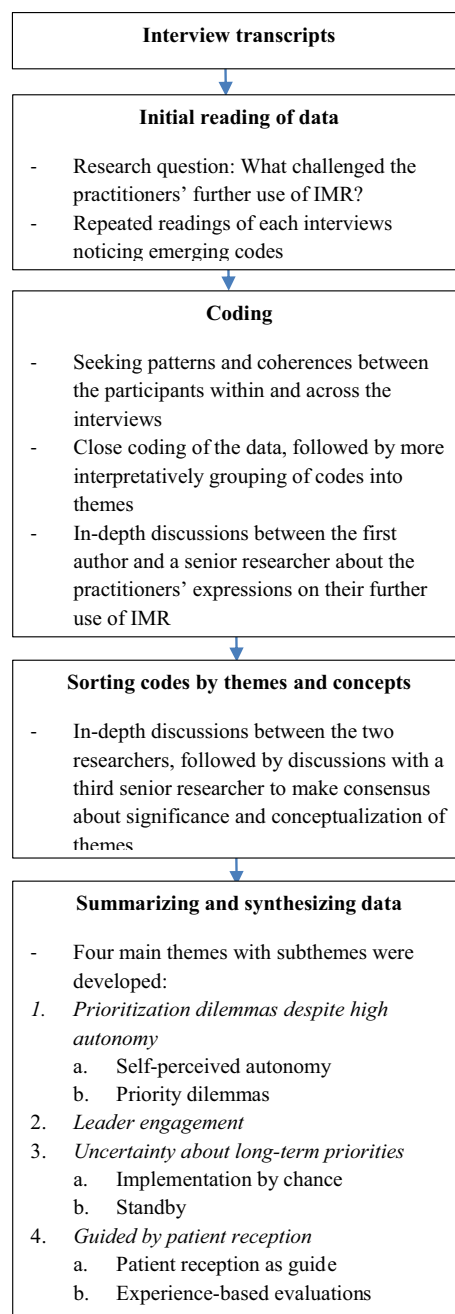 Interview transcripts
Initial reading of data
- Research question: What challenged the
practitioners' further use of IMR?
- Repeated readings of each interviews
noticing emerging codes
Coding
- Seeking patterns and coherences between
the participants within and across the
interviews
- Close coding of the data, followed by more
interpretatively grouping of codes into
themes
- In-depth discussions between the first
author and a senior researcher about the
practitioners' expressions on their further
use of IMR
Sorting codes by themes and concepts
- In-depth discussions between the two
researchers, followed by discussions with a
third senior researcher to make consensus
about significance and conceptualization of
themes
Summarizing and synthesizing data
- Four main themes with subthemes were
developed:
1. Prioritization dilemmas despite high
autonomy
a. Self-perceived autonomy
b. Priority dilemmas
2. Leader engagement
3. Uncertainty about long-term priorities
a. Implementation by chance
b. Standby
4. Guided by patient reception
a. Patient reception as guide
b. Experience-based evaluations